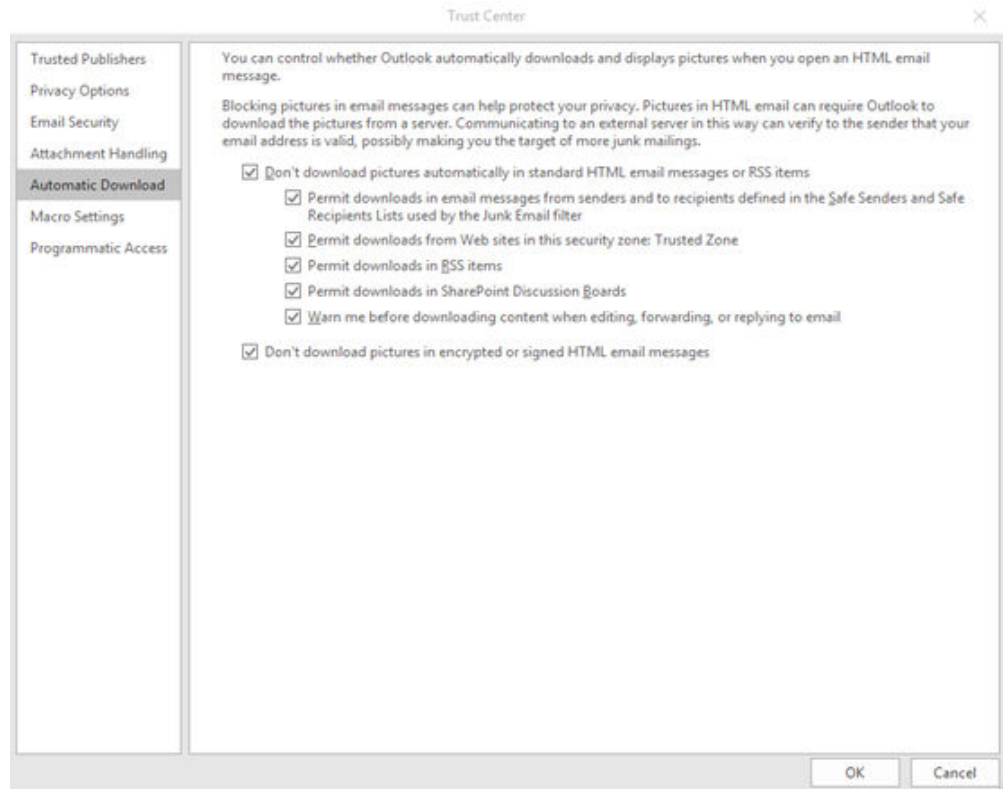 Trust Center
Trusted Publishers
Privacy Options
Email Security
Attachment Handling
Automatic Download
Macro Settings
Programmatic Access
You can control whether Outlook automatically downloads and displays pictures when you open an HTML email
message.
Blocking pictures in email messages can help protect your privacy. Pictures in HTML email can require Outlook to
download the pictures from a server. Communicating to an external server in this way can verify to the sender that your
email address is valid, possibly making you the target of more junk mailings.
Don't download pictures automatically in standard HTML email messages or RSS items
Permit downloads in email messages from senders and to recipients defined in the Safe Senders and Safe
Recipients Lists used by the Junk Email filter
Permit downloads from Web sites in this security zone: Trusted Zone
Permit downloads in RSS items
Permit downloads in SharePoint Discussion Boards
Warn me before downloading content when editing, forwarding, or replying to email
Don't download pictures in encrypted or signed HTML email messages
OK
Cancel